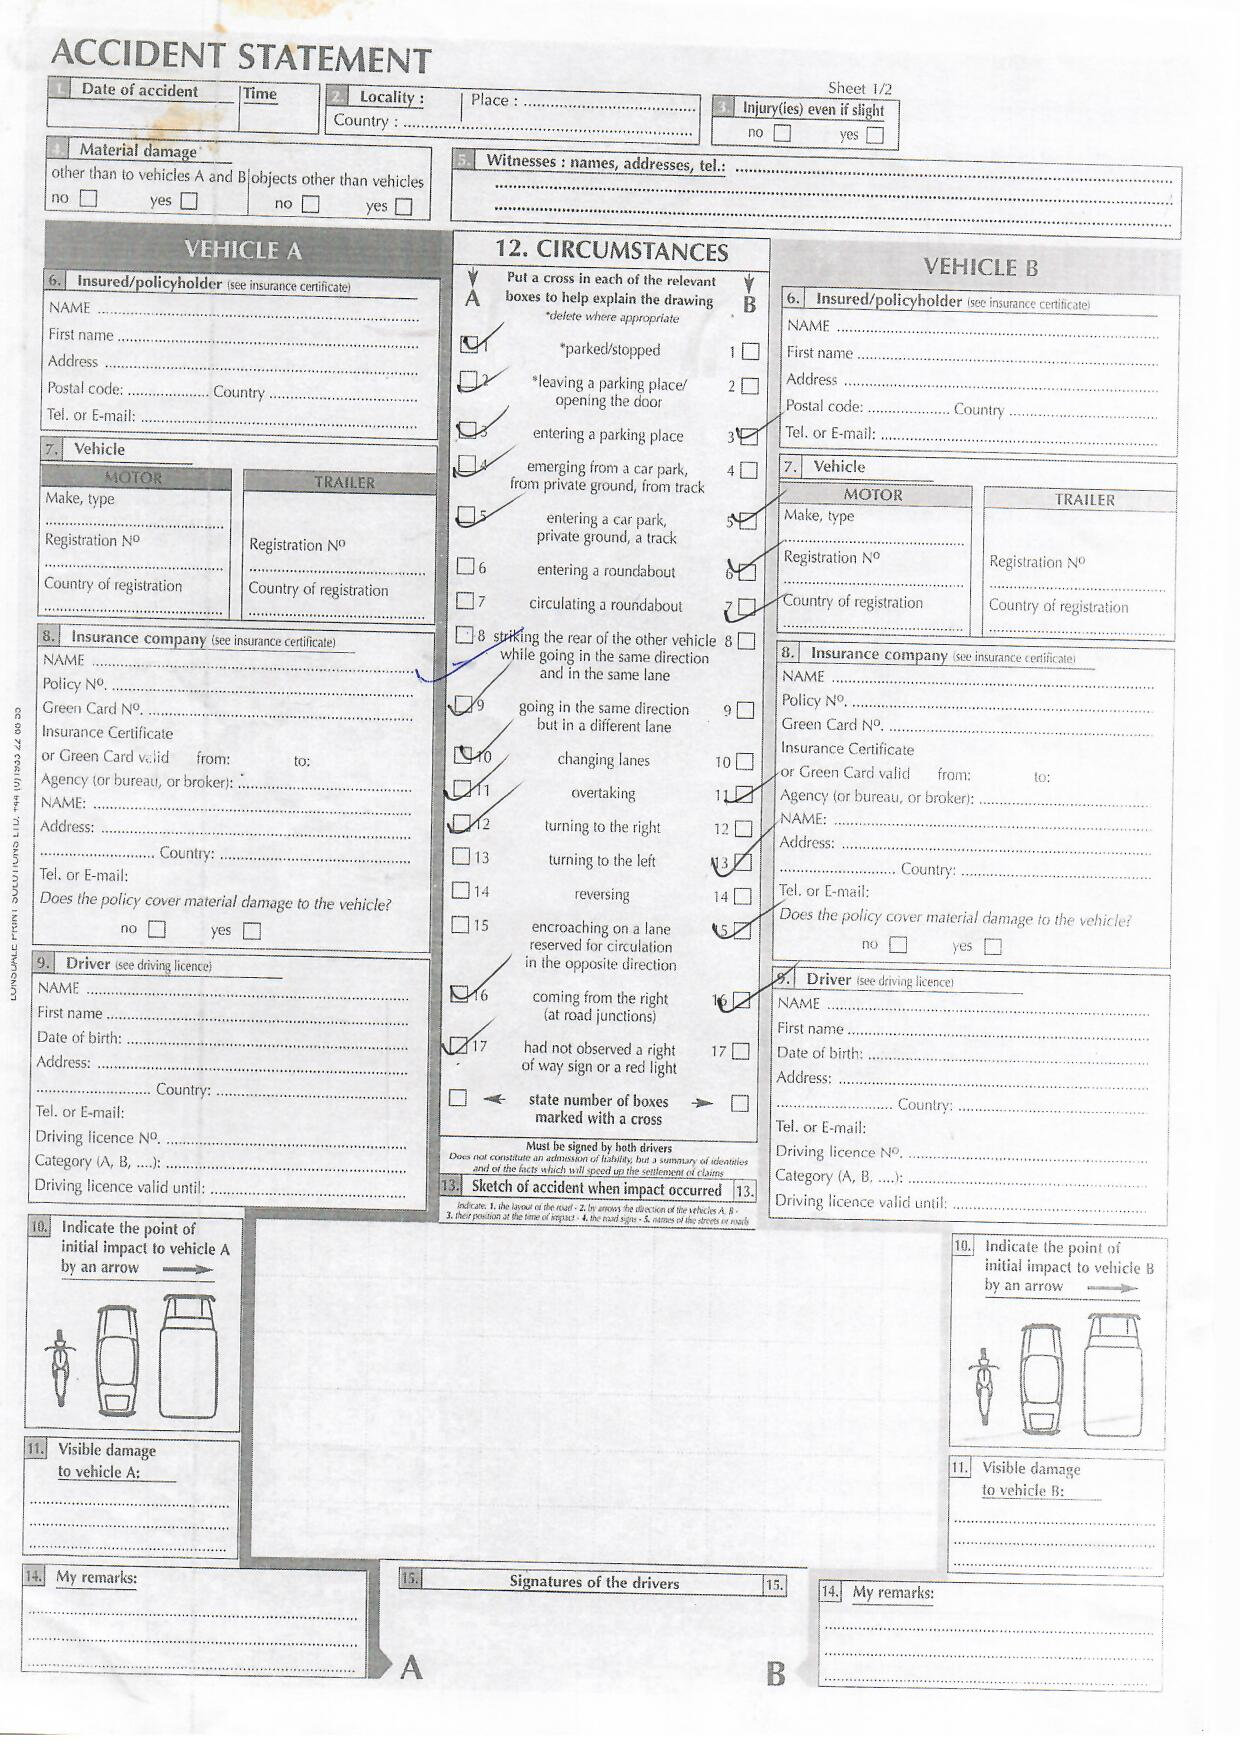 ACCIDENT STATEMENT
Sheet 1/2
1. Date of accident Time
2. Locality : Place :
Country :
3. Injury(ies) even if slight
no yes
4. Material damage
other than to vehicles A and B objects other than vehicles
no yes no yes
5. Witnesses : names, addresses, tel.:
VEHICLE A
6. Insured/policyholder (see insurance certificate)
NAME
First name
Address
Postal code: Country
Tel. or E-mail:
7. Vehicle
MOTOR TRAILER
Make, type
Registration Nº Registration Nº
Country of registration Country of registration
8. Insurance company (see insurance certificate)
NAME
Policy Nº.
Green Card Nº.
Insurance Certificate
or Green Card valid from: to:
Agency (or bureau, or broker):
NAME:
Address:
Country:
Tel. or E-mail:
Does the policy cover material damage to the vehicle?
no yes
9. Driver (see driving licence)
NAME
First name
Date of birth:
Address:
Country:
Tel. or E-mail:
Driving licence Nº.
Category (A, B, ....):
Driving licence valid until:
10. Indicate the point of
initial impact to vehicle A
by an arrow
11. Visible damage
to vehicle A:
14. My remarks:
12. CIRCUMSTANCES
A Put a cross in each of the relevant B
boxes to help explain the drawing
*delete where appropriate
1 *parked/stopped 1
2 *leaving a parking place/ 2
opening the door
3 entering a parking place 3
4 emerging from a car park, 4
from private ground, from track
5 entering a car park, 5
private ground, a track
6 entering a roundabout 6
7 circulating a roundabout 7
8 striking the rear of the other vehicle 8
while going in the same direction
and in the same lane
9 going in the same direction 9
but in a different lane
10 changing lanes 10
11 overtaking 11
12 turning to the right 12
13 turning to the left 13
14 reversing 14
15 encroaching on a lane 15
reserved for circulation
in the opposite direction
16 coming from the right 16
(at road junctions)
17 had not observed a right 17
of way sign or a red light
state number of boxes
marked with a cross
Must be signed by both drivers
Does not constitute an admission of liability, but a summary of identities
and of the facts which will speed up the settlement of claims
13. Sketch of accident when impact occurred 13.
Indicate: 1. the layout of the road - 2. by arrows the direction of the vehicles A, B -
3. their position at the time of impact - 4. the road signs - 5. names of the streets or roads
15. Signatures of the drivers 15.
A B
VEHICLE B
6. Insured/policyholder (see insurance certificate)
NAME
First name
Address
Postal code: Country
Tel. or E-mail:
7. Vehicle
MOTOR TRAILER
Make, type
Registration Nº Registration Nº
Country of registration Country of registration
8. Insurance company (see insurance certificate)
NAME
Policy Nº.
Green Card Nº.
Insurance Certificate
or Green Card valid from: to:
Agency (or bureau, or broker):
NAME:
Address:
Country:
Tel. or E-mail:
Does the policy cover material damage to the vehicle?
no yes
9. Driver (see driving licence)
NAME
First name
Date of birth:
Address:
Country:
Tel. or E-mail:
Driving licence Nº.
Category (A, B, ....):
Driving licence valid until:
10. Indicate the point of
initial impact to vehicle B
by an arrow
11. Visible damage
to vehicle B:
14. My remarks: